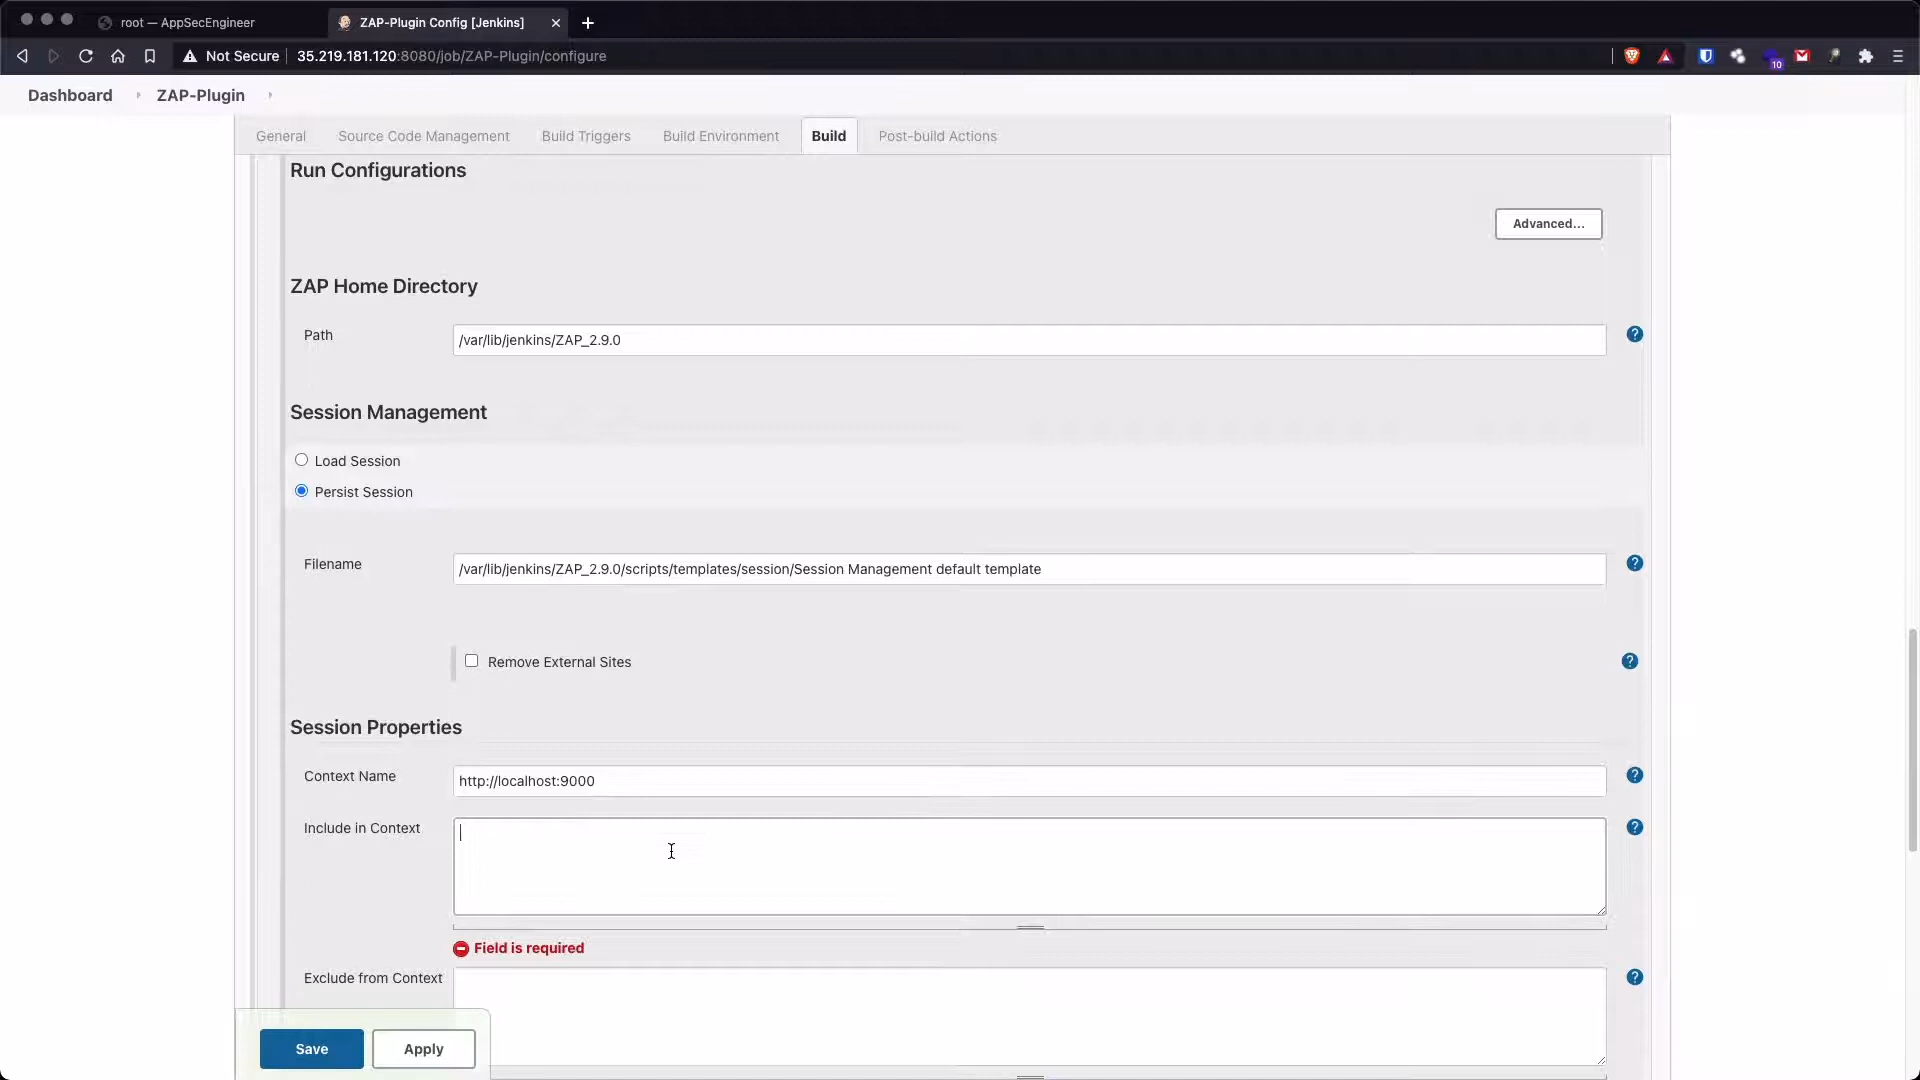 root — AppSecEngineer
ZAP-Plugin Config [Jenkins]
Not Secure
35.219.181.120:8080/job/ZAP-Plugin/configure
10
Dashboard
ZAP-Plugin
General
Source Code Management
Build Triggers
Build Environment
Build
Post-build Actions
Run Configurations
Advanced...
ZAP Home Directory
Path
/var/lib/jenkins/ZAP_2.9.0
?
Session Management
Load Session
Persist Session
Filename
/var/lib/jenkins/ZAP_2.9.0/scripts/templates/session/Session Management default template
?
Remove External Sites
?
Session Properties
Context Name
http://localhost:9000
?
Include in Context
?
Field is required
Exclude from Context
?
Save
Apply